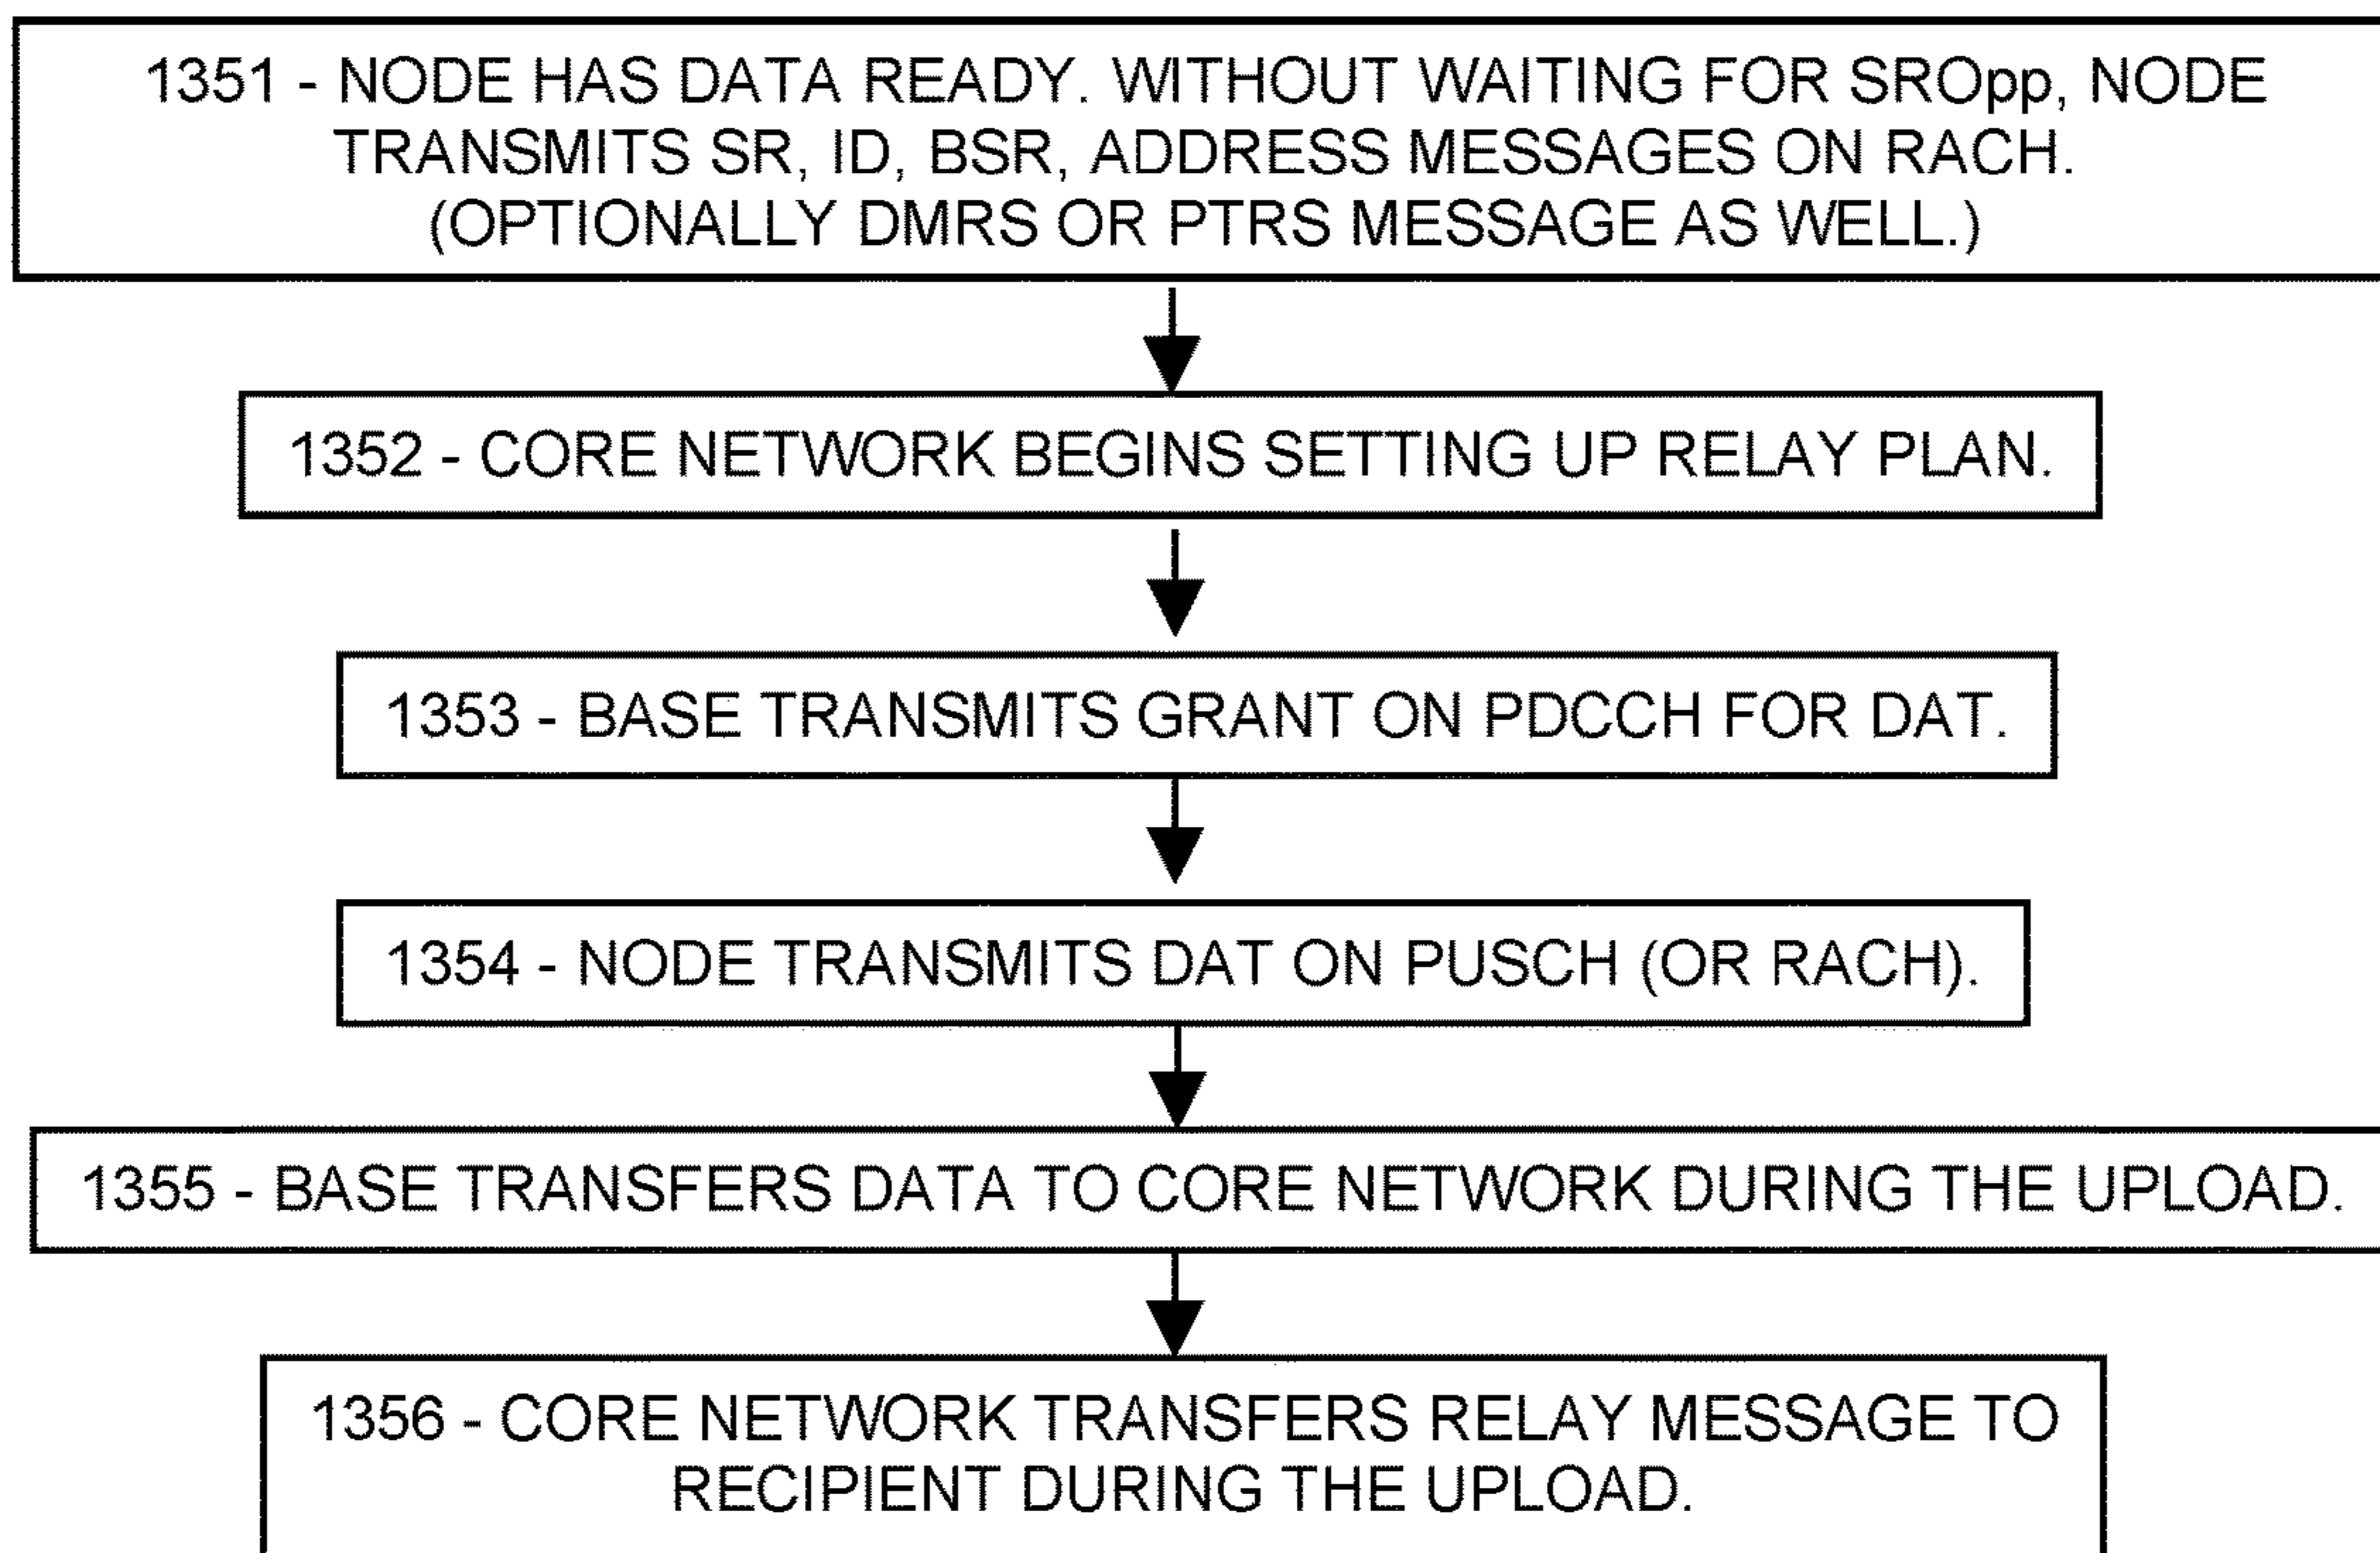 1351 - NODE HAS DATA READY. WITHOUT WAITING FOR SROpp, NODE
TRANSMITS SR, ID, BSR, ADDRESS MESSAGES ON RACH.
(OPTIONALLY DMRS OR PTRS MESSAGE AS WELL.)
1352 - CORE NETWORK BEGINS SETTING UP RELAY PLAN.
1353 - BASE TRANSMITS GRANT ON PDCCH FOR DAT.
1354 - NODE TRANSMITS DAT ON PUSCH (OR RACH).
1355 - BASE TRANSFERS DATA TO CORE NETWORK DURING THE UPLOAD.
1356 - CORE NETWORK TRANSFERS RELAY MESSAGE TO
RECIPIENT DURING THE UPLOAD.